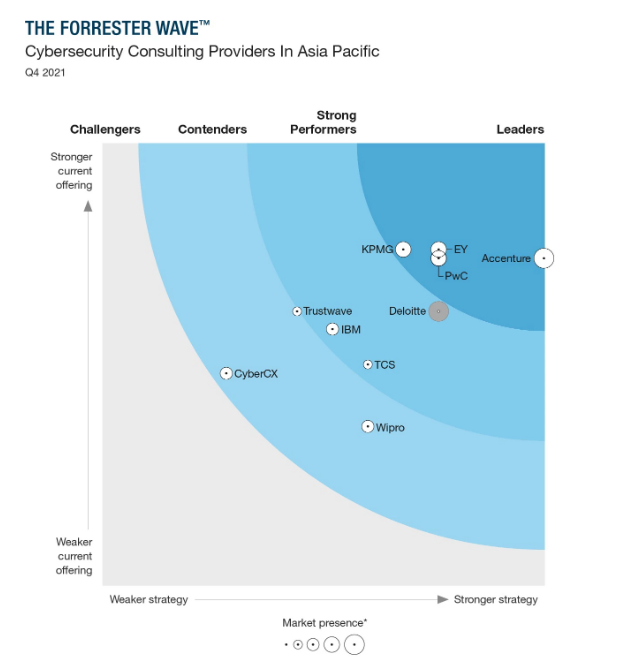 THE FORRESTER WAVE™
Cybersecurity Consulting Providers In Asia Pacific
Q4 2021
Challengers
Contenders
Strong
Performers
Leaders
Stronger
current
offering
KPMG
EY
Accenture
PwC
Trustwave
Deloitte
IBM
TCS
CyberCX
Wipro
Weaker
current
offering
Weaker strategy
Stronger strategy
Market presence*